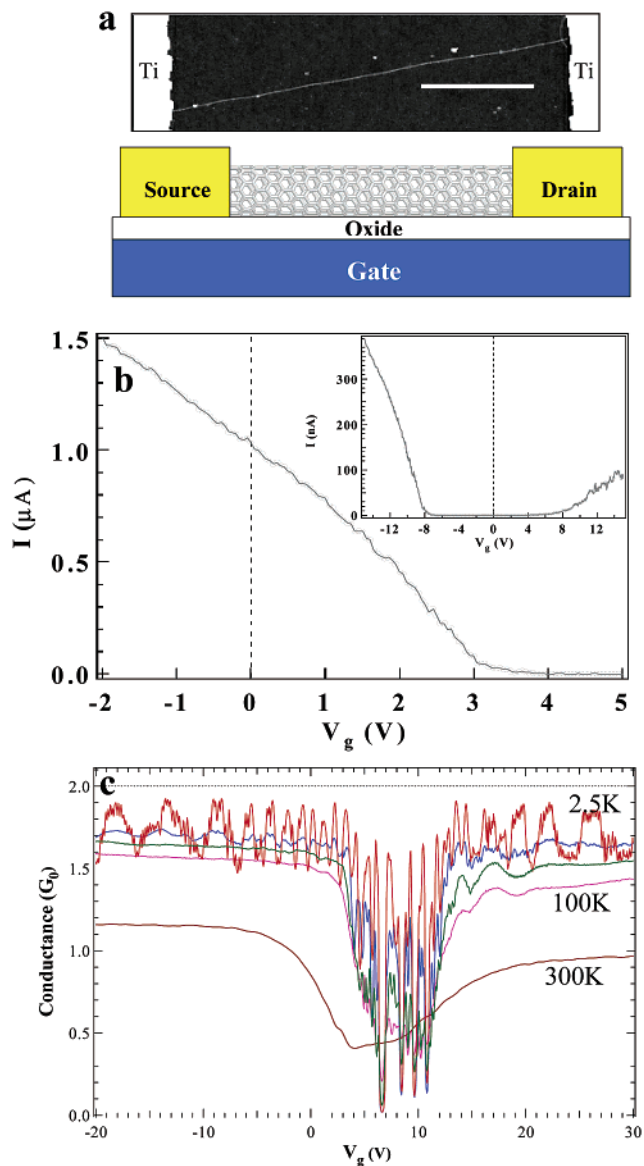 a
Ti
Ti
Source
Drain
Oxide
Gate
b
1.5
1.0
0.5
0.0
I (μA)
-2
-1
0
1
2
3
4
5
V_g (V)
300
200
100
0
I (nA)
-12
-8
-4
0
4
8
12
V_g (V)
c
2.0
1.5
1.0
0.5
0.0
Conductance (G_0)
2.5K
100K
300K
-20
-10
0
10
20
30
V_g (V)